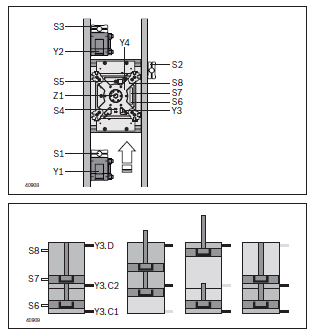 S3
Y4
Y2
S2
S5
S8
Z1
S7
S6
S4
Y3
S1
Y1
40908
S8
Y3.D
S7
Y3.C2
S6
Y3.C1
40909